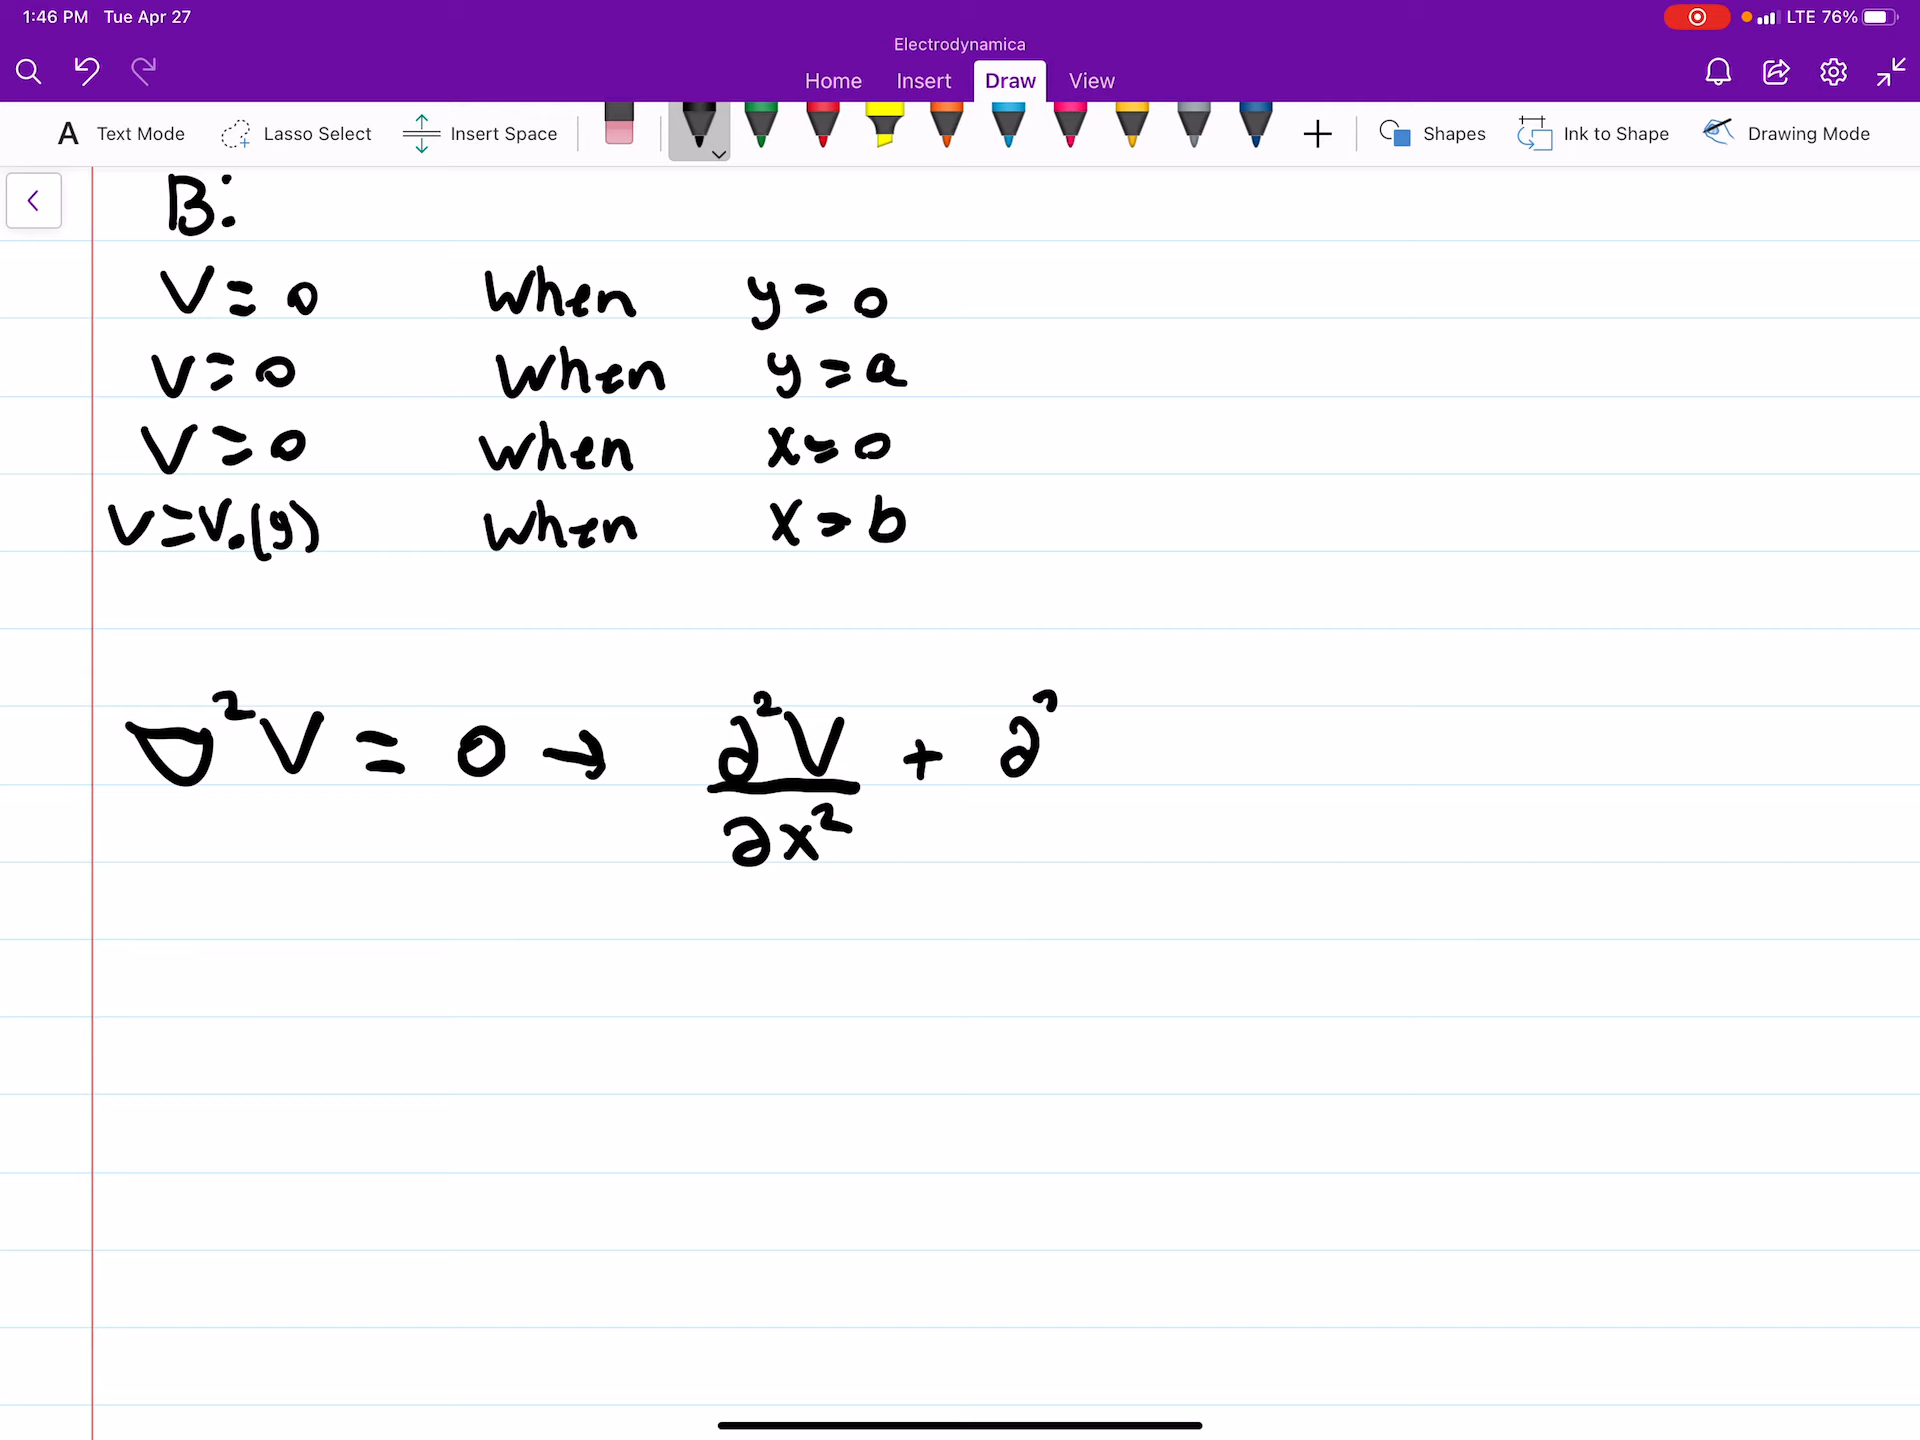 1:46 PM Tue Apr 27 LTE 76%
Electrodynamica
Home Insert Draw View
A Text Mode Lasso Select Insert Space Shapes Ink to Shape Drawing Mode
B:
V=0 When y=0
V=0 When y=a
V=0 when x=0
V=V₀(y) when x=b
∇²V = 0 → ∂²V/∂x² + ∂²